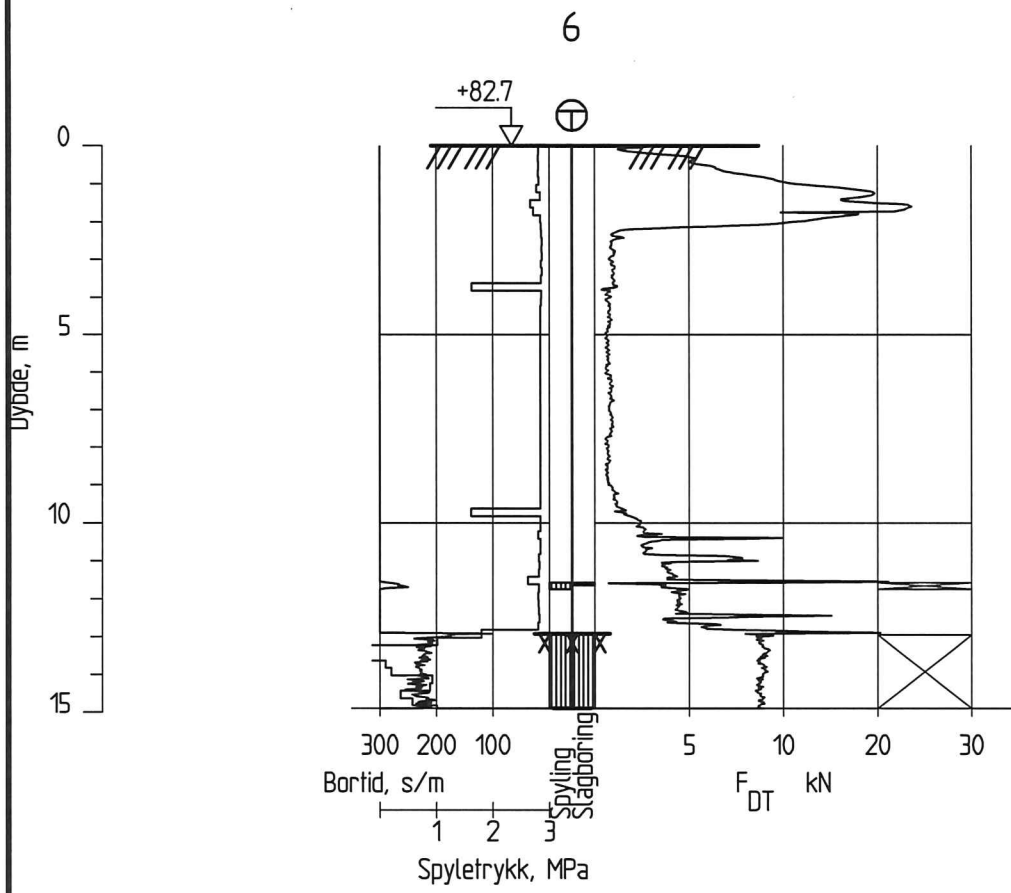 6
+82.7
0
5
10
15
Dybde, m
300 200 100
5 10 20 30
Bortid, s/m
Spyling
Slagboring
F DT kN
1 2 3
Spyletrykk, MPa